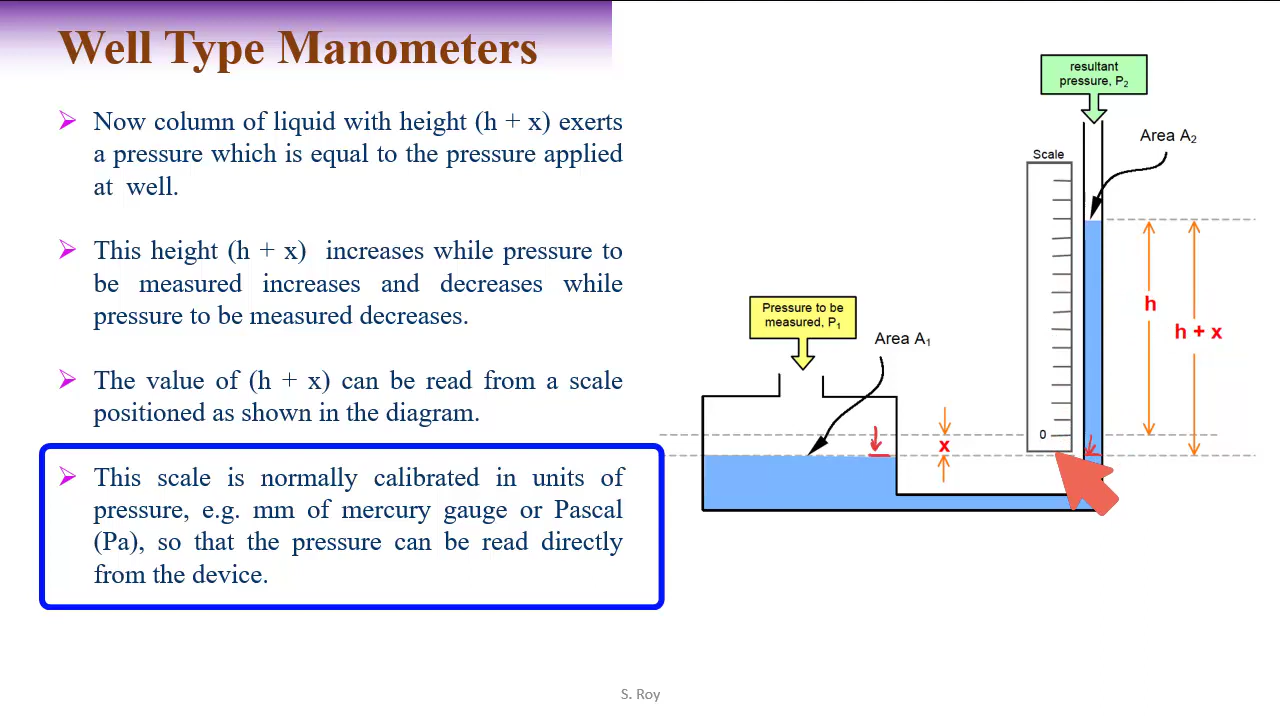 Well Type Manometers
➢ Now column of liquid with height (h + x) exerts
a pressure which is equal to the pressure applied
at well.
➢ This height (h + x) increases while pressure to
be measured increases and decreases while
pressure to be measured decreases.
➢ The value of (h + x) can be read from a scale
positioned as shown in the diagram.
➢ This scale is normally calibrated in units of
pressure, e.g. mm of mercury gauge or Pascal
(Pa), so that the pressure can be read directly
from the device.
resultant
pressure, P₂
Area A₂
Scale
h
h + x
Pressure to be
measured, P₁
Area A₁
0
x
S. Roy